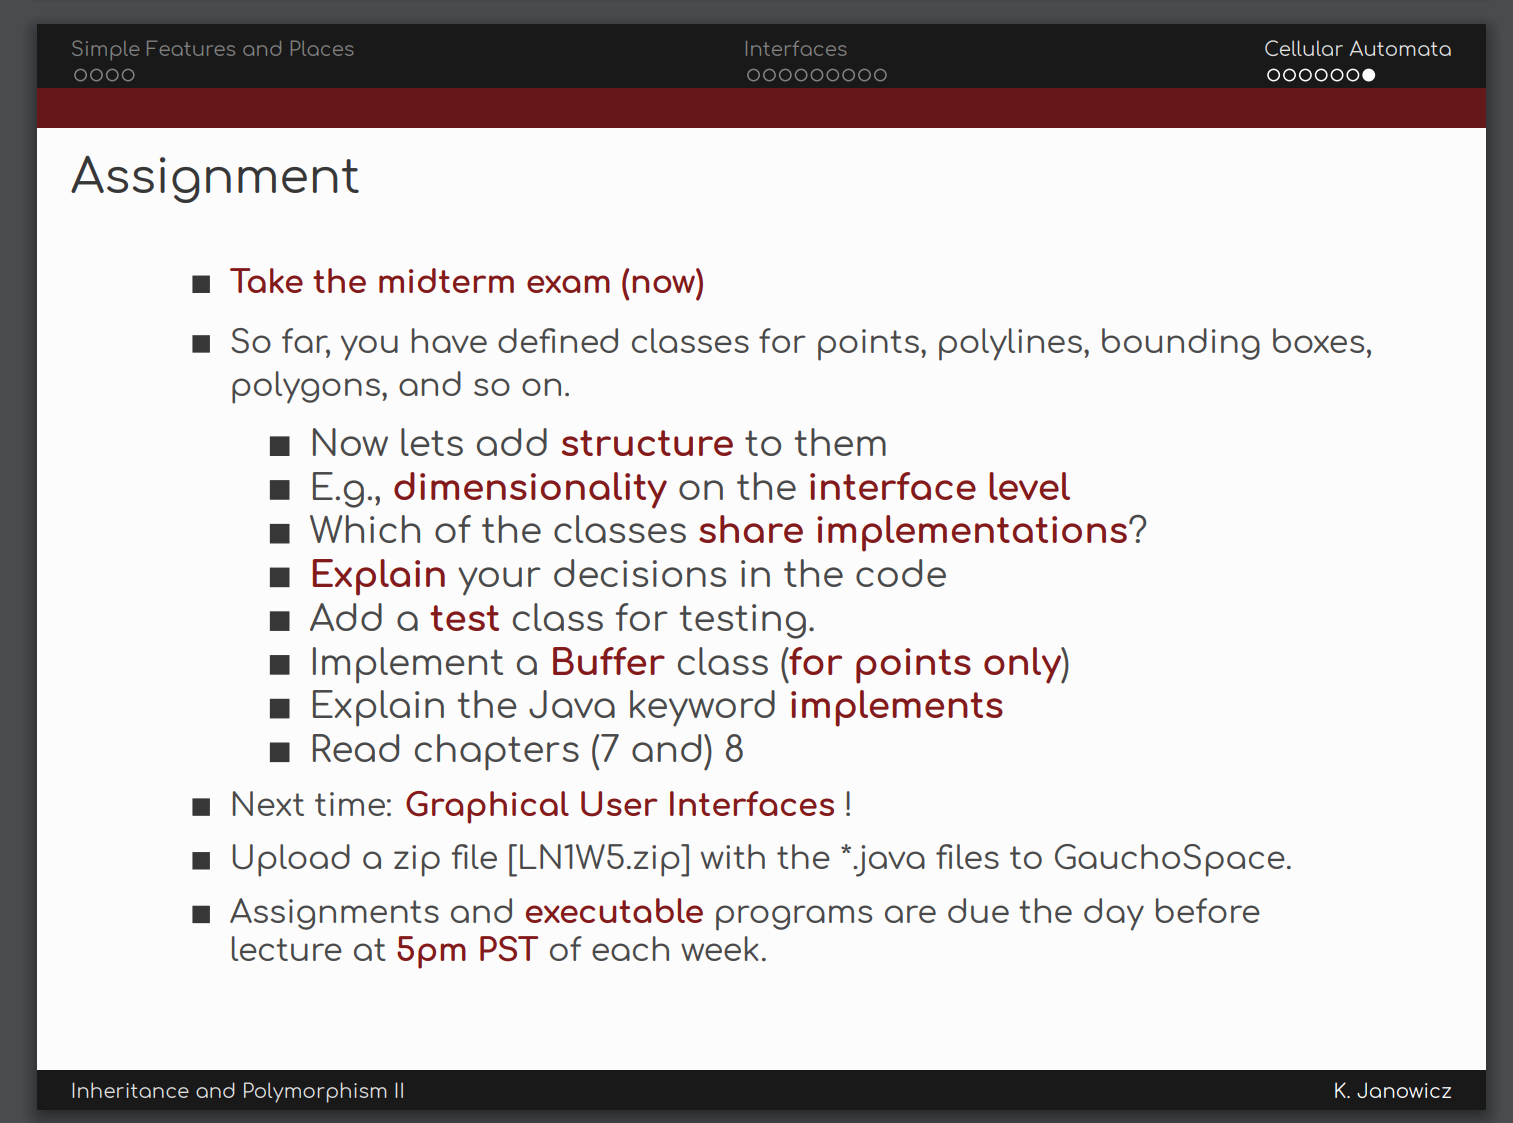 Simple Features and Places
Interfaces
Cellular Automata
Assignment
Take the midterm exam (now)
So far, you have defined classes for points, polylines, bounding boxes,
polygons, and so on.
Now lets add structure to them
E.g., dimensionality on the interface level
Which of the classes share implementations?
Explain your decisions in the code
Add a test class for testing.
Implement a Buffer class (for points only)
Explain the Java keyword implements
Read chapters (7 and) 8
Next time: Graphical User Interfaces !
Upload a zip file [LN1W5.zip] with the *.java files to GauchoSpace.
Assignments and executable programs are due the day before
lecture at 5pm PST of each week.
Inheritance and Polymorphism II
K. Janowicz